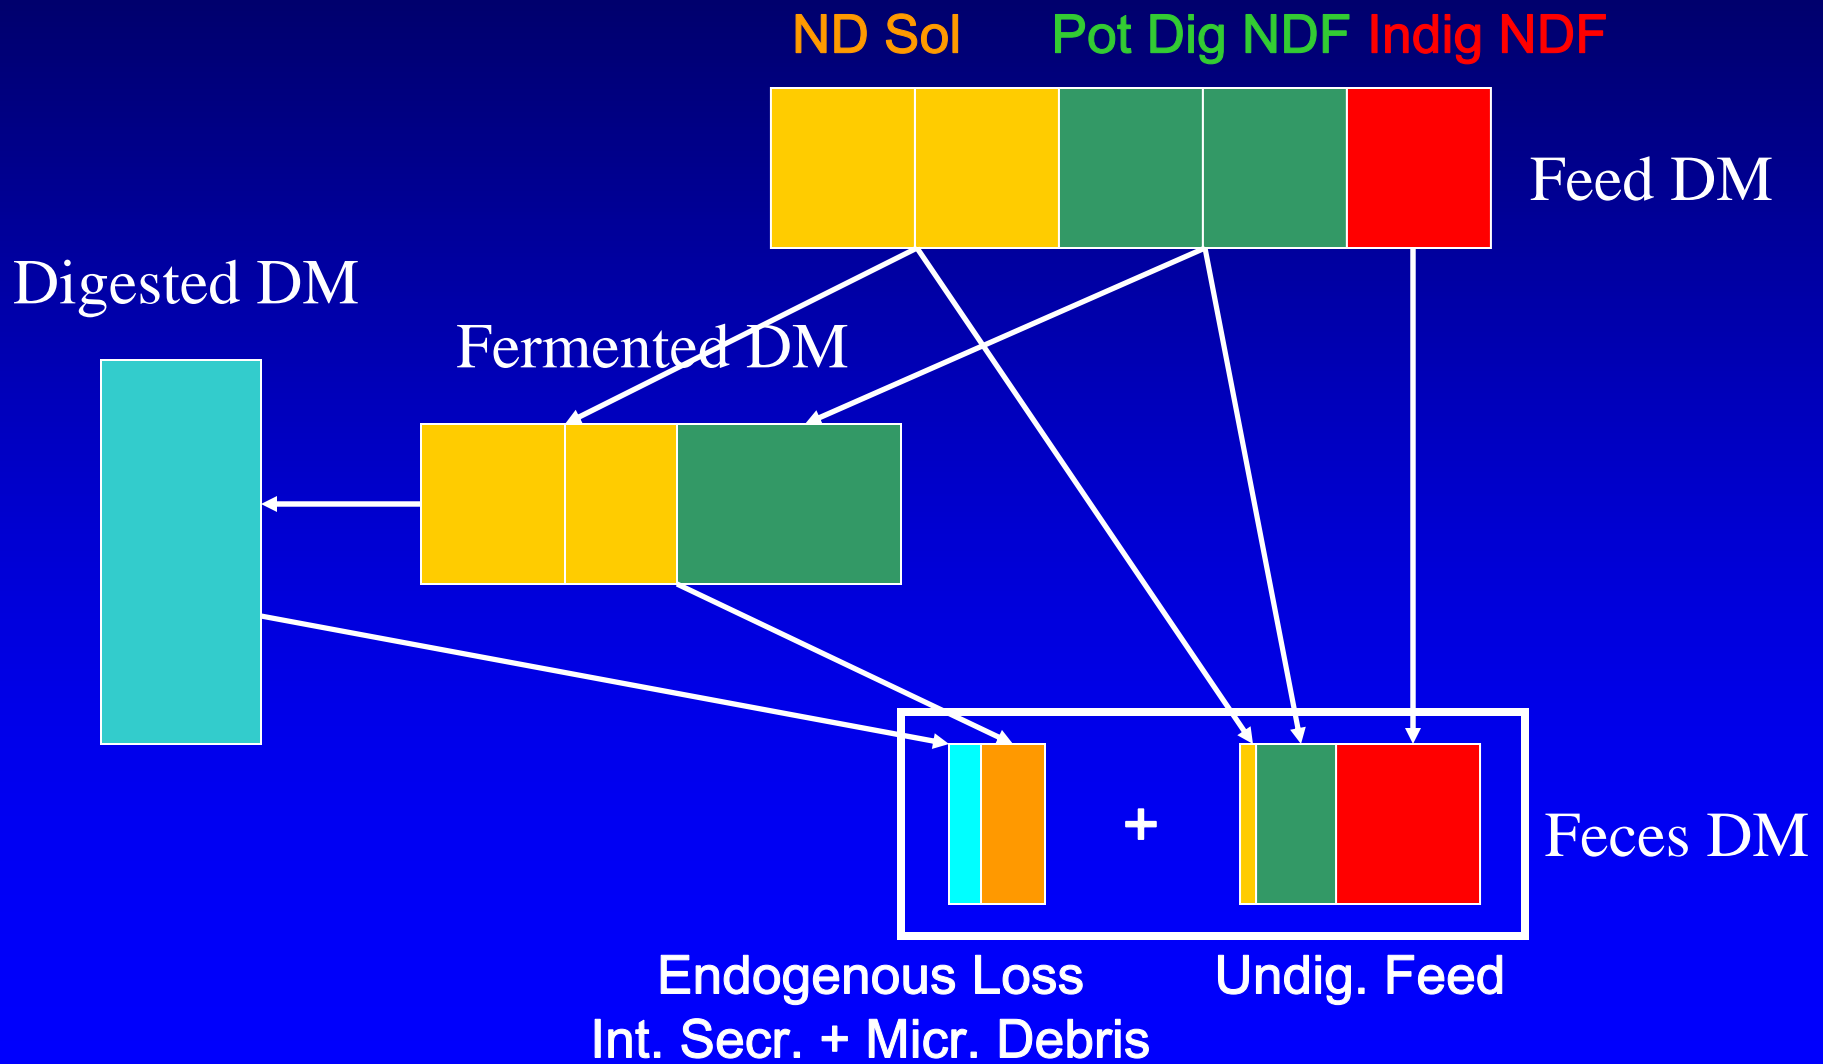 ND Sol Pot Dig NDF Indig NDF
Feed DM
Digested DM
Fermented DM
+
Feces DM
Endogenous Loss
Int. Secr. + Micr. Debris
Undig. Feed